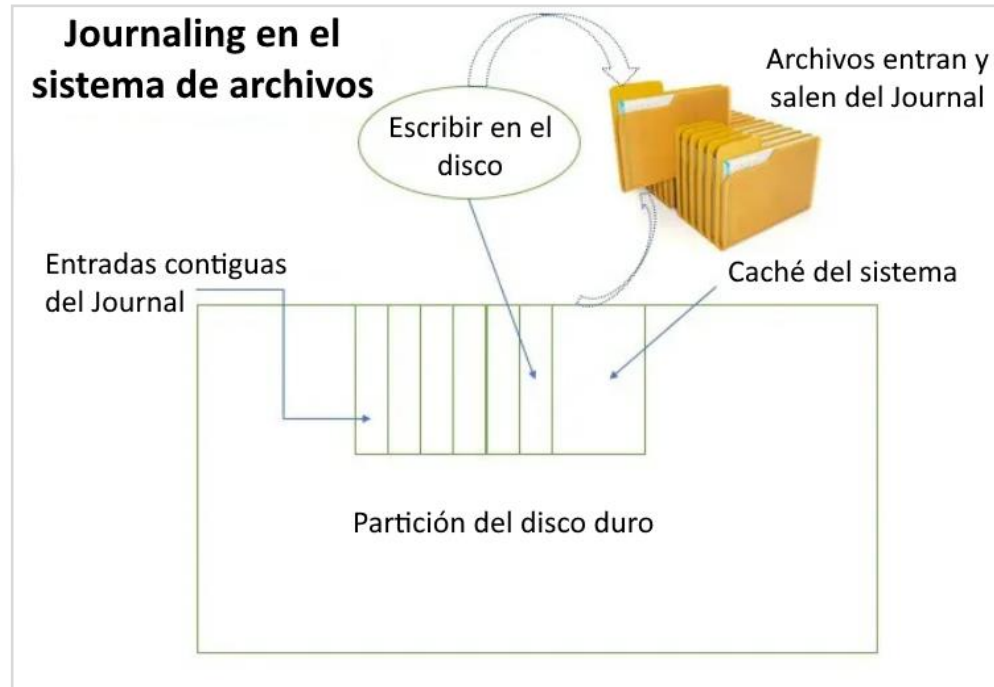 Journaling en el
sistema de archivos
Archivos entran y
salen del Journal
Escribir en el
disco
Entradas contiguas
del Journal
Caché del sistema
Partición del disco duro